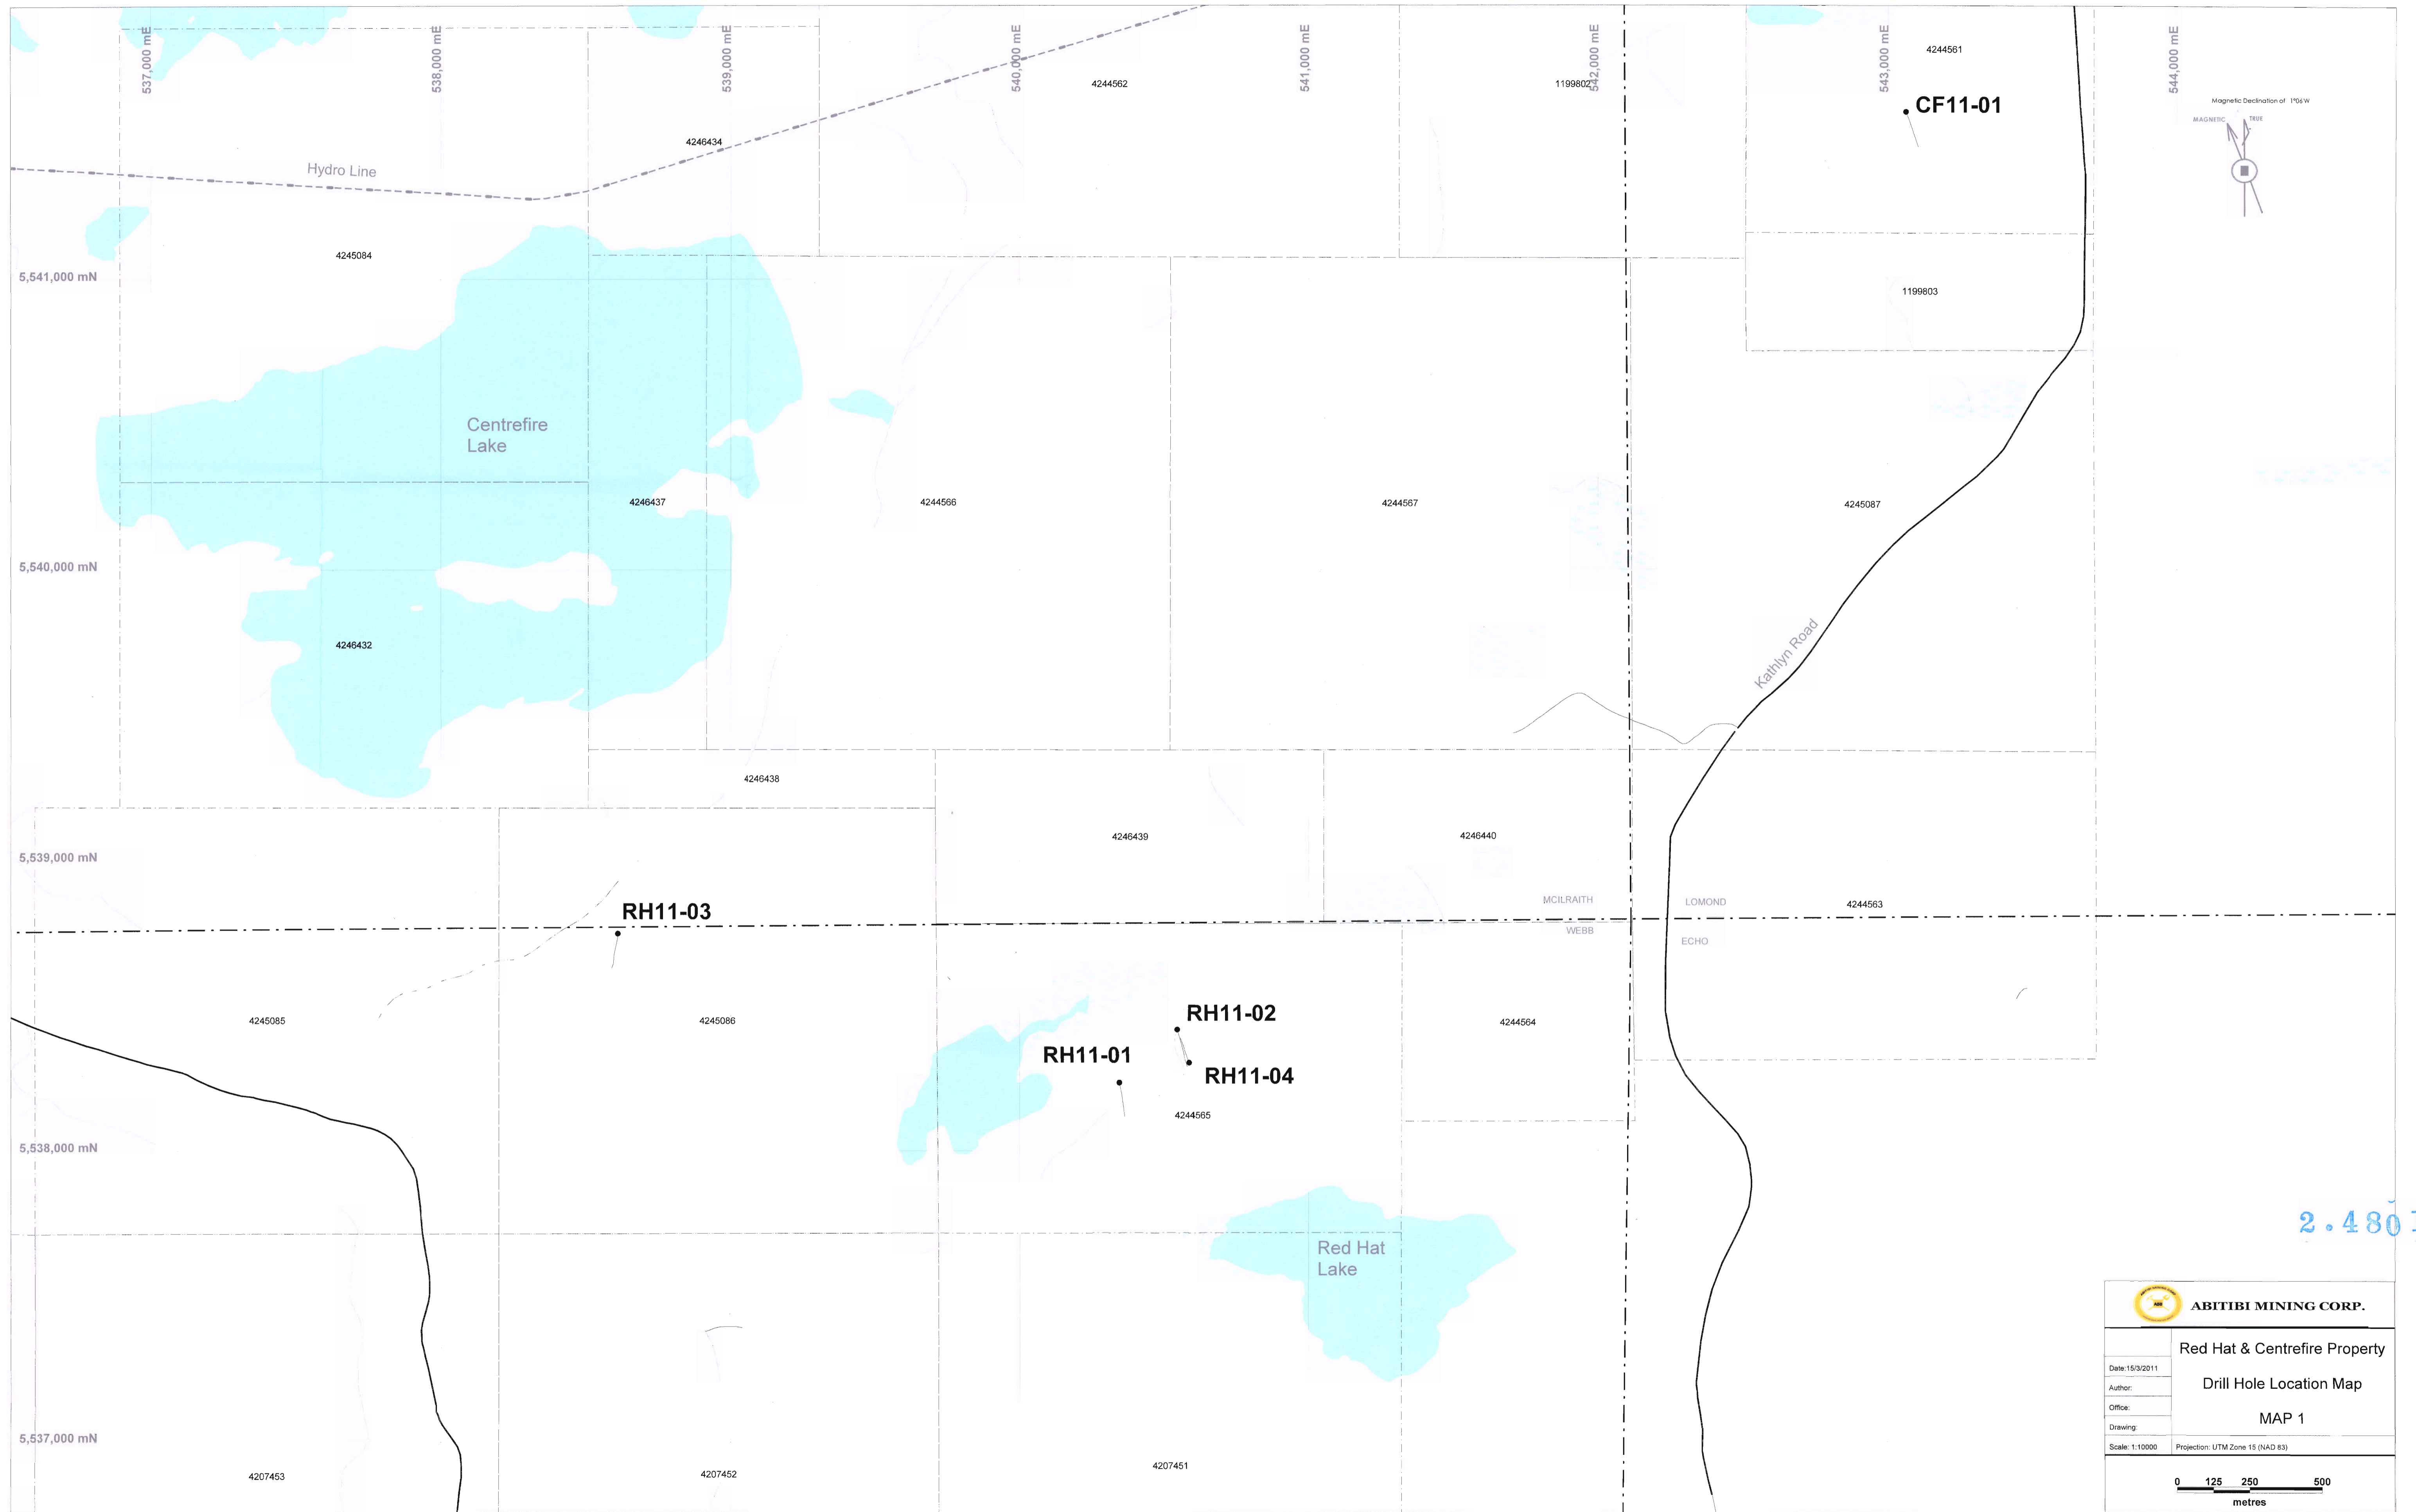 537,000 mE
538,000 mE
539,000 mE
540,000 mE
541,000 mE
542,000 mE
543,000 mE
544,000 mE
4244561
4244562
1199802
CF11-01
Magnetic Declination of 1°06'W
MAGNETIC
TRUE
4246434
Hydro Line
4245084
5,541,000 mN
1199803
Centrefire
Lake
4246437
4244566
4244567
4245087
5,540,000 mN
4246432
Kathlyn Road
4246438
4246439
4246440
5,539,000 mN
MCILRAITH
LOMOND
4244563
RH11-03
WEBB
ECHO
4245085
4245086
RH11-02
4244564
RH11-01
RH11-04
4244565
5,538,000 mN
2.480
Red Hat
Lake
ABITIBI MINING CORP.
Red Hat & Centrefire Property
Date:15/3/2011
Author:
Drill Hole Location Map
Office:
Drawing:
MAP 1
Scale: 1:10000
Projection: UTM Zone 15 (NAD 83)
5,537,000 mN
4207453
4207452
4207451
0 125 250 500
metres